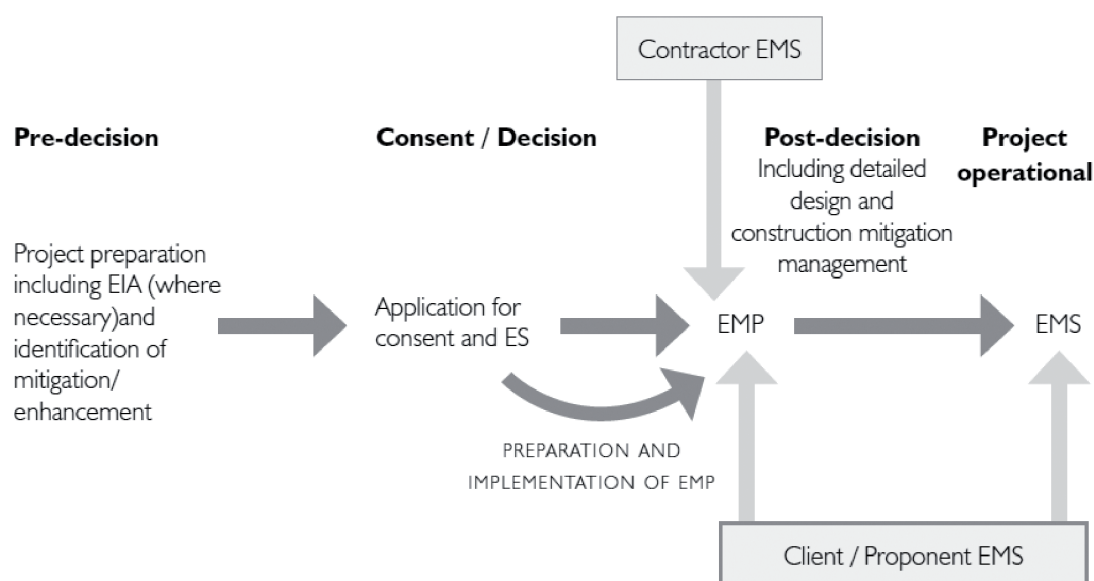 Contractor EMS
Pre-decision
Consent / Decision
Post-decision
Including detailed
design and
construction mitigation
management
Project
operational
Project preparation
including EIA (where
necessary)and
identification of
mitigation/
enhancement
Application for
consent and ES
EMP
EMS
PREPARATION AND
IMPLEMENTATION OF EMP
Client / Proponent EMS